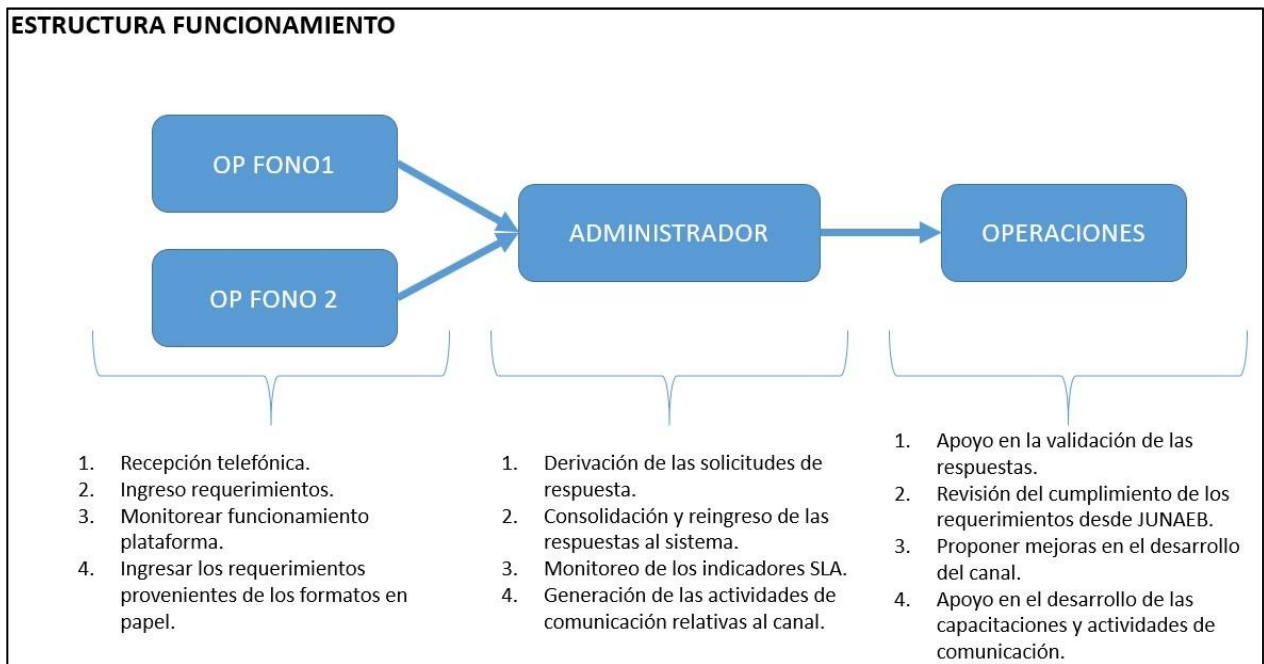 ESTRUCTURA FUNCIONAMIENTO
OP FONO1
OP FONO 2
ADMINISTRADOR
OPERACIONES
1. Recepción telefónica.
2. Ingreso requerimientos.
3. Monitorear funcionamiento
plataforma.
4. Ingresar los requerimientos
provenientes de los formatos en
papel.
1. Derivación de las solicitudes de
respuesta.
2. Consolidación y reingreso de las
respuestas al sistema.
3. Monitoreo de los indicadores SLA.
4. Generación de las actividades de
comunicación relativas al canal.
1. Apoyo en la validación de las
respuestas.
2. Revisión del cumplimiento de los
requerimientos desde JUNAEB.
3. Proponer mejoras en el desarrollo
del canal.
4. Apoyo en el desarrollo de las
capacitaciones y actividades de
comunicación.